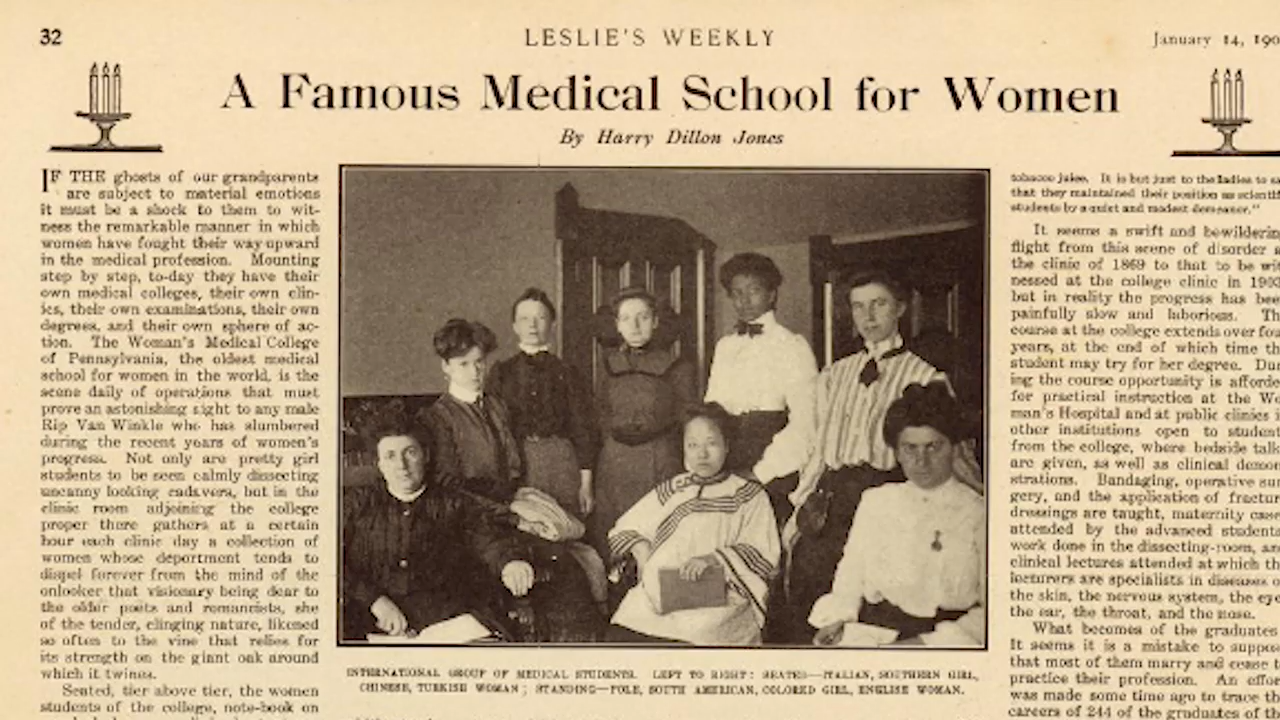 32
LESLIE'S WEEKLY
January 14, 190
A Famous Medical School for Women
By Harry Dillon Jones
IF THE ghosts of our grandparents
are subject to material emotions
it must be a shock to them to wit-
ness the remarkable manner in which
women have fought their way upward
in the medical profession. Mounting
step by step, to-day they have their
own medical colleges, their own clin-
ics, their own examinations, their own
degrees, and their own sphere of ac-
tion. The Woman's Medical College
of Pennsylvania, the oldest medical
school for women in the world, is the
scene daily of operations that must
prove an astonishing sight to any male
Rip Van Winkle who has slumbered
during the recent years of women's
progress. Not only are pretty girl
students to be seen calmly dissecting
uncanny looking cadavers, but in the
clinic room adjoining the college
proper there gathers at a certain
hour each clinic day a collection of
women whose deportment tends to
dispel forever from the mind of the
onlooker that visionary being dear to
the older poets and romancists, she
of the tender, clinging nature, likened
so often to the vine that relies for
its strength on the giant oak around
which it twines.
Seated, tier above tier, the women
students of the college, note-book on
INTERNATIONAL GROUP OF MEDICAL STUDENTS. LEFT TO RIGHT: SEATED—ITALIAN, SOUTHERN GIRL,
CHINESE, TURKISH WOMAN; STANDING—POLE, SOUTH AMERICAN, COLORED GIRL, ENGLISH WOMAN.
tobacco juice. It is but just to the ladies to sa
that they maintained their position as scientifi
students by a quiet and modest demeanor."
It seems a swift and bewildering
flight from this scene of disorder a
the clinic of 1869 to that to be wit
nessed at the college clinic in 1903
but in reality the progress has bee
painfully slow and laborious. Th
course at the college extends over fou
years, at the end of which time th
student may try for her degree. Dur
ing the course opportunity is afforde
for practical instruction at the Wo
man's Hospital and at public clinics i
other institutions open to student
from the college, where bedside talk
are given, as well as clinical demon
strations. Bandaging, operative sur
gery, and the application of fractur
dressings are taught, maternity case
attended by the advanced students
work done in the dissecting-room, an
clinical lectures attended at which th
lecturers are specialists in diseases o
the skin, the nervous system, the eye
the ear, the throat, and the nose.
What becomes of the graduates
It seems it is a mistake to suppos
that most of them marry and cease t
practice their profession. An effor
was made some time ago to trace th
careers of 244 of the graduates of th